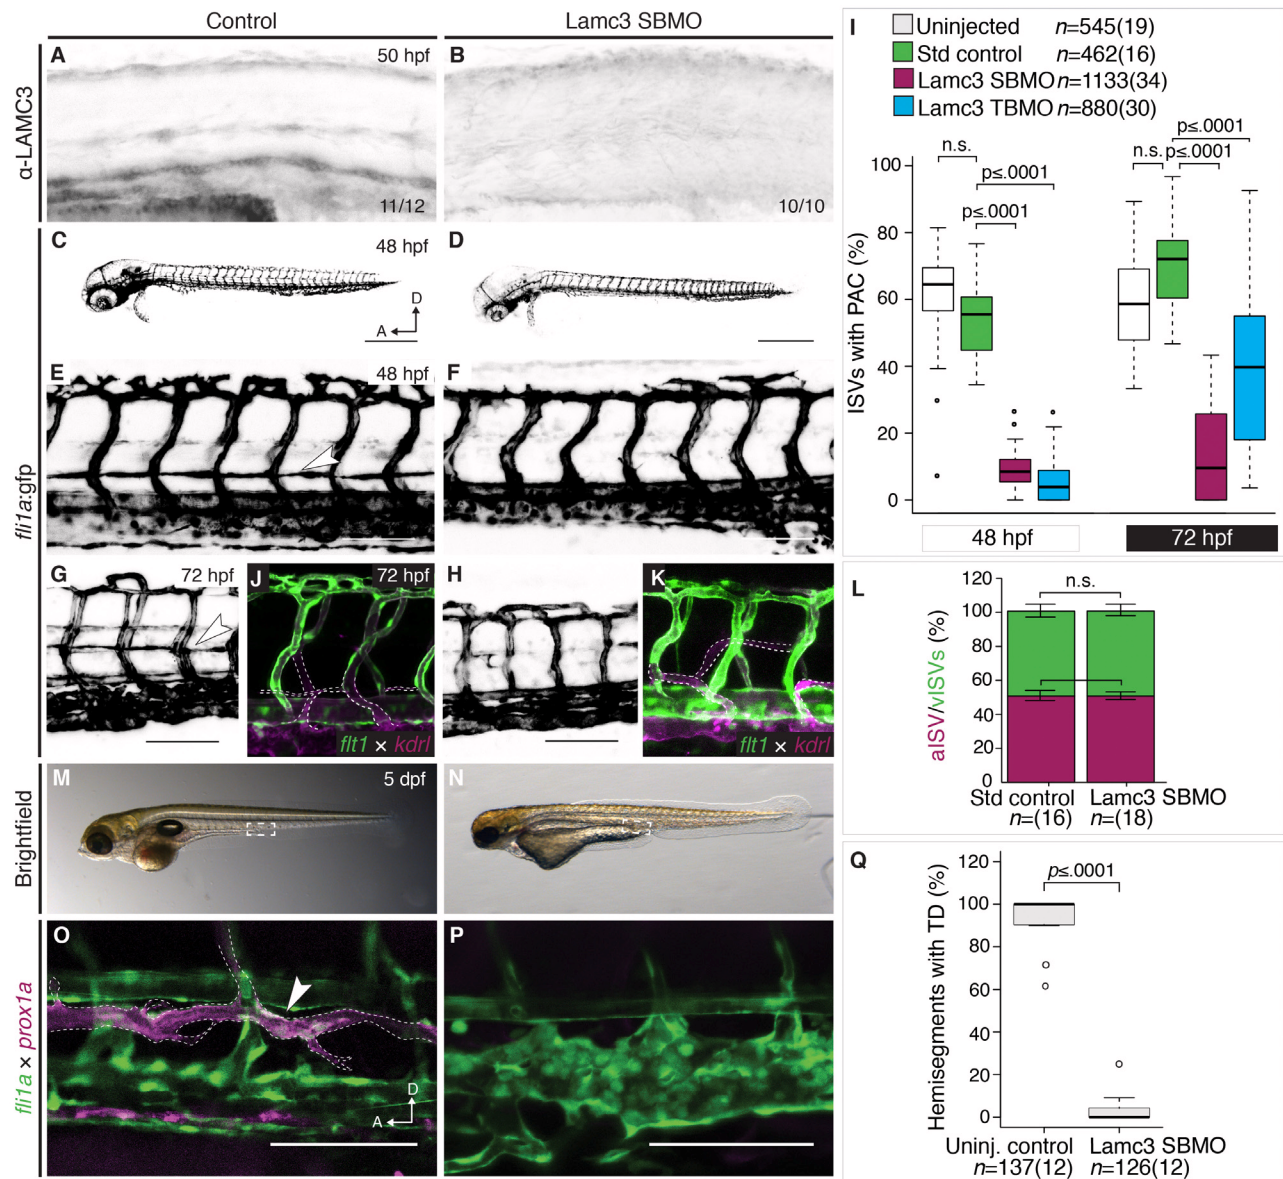 Control
Lamc3 SBMO
α-LAMC3
A
50 hpf
11/12
B
10/10
fli1a:gfp
C
48 hpf
D
A
D
E
48 hpf
F
G
72 hpf
J
72 hpf
flt1 × kdrl
H
K
flt1 × kdrl
Brightfield
M
5 dpf
N
fli1a × prox1a
O
D
A
P
I
Uninjected n=545(19)
Std control n=462(16)
Lamc3 SBMO n=1133(34)
Lamc3 TBMO n=880(30)
ISVs with PAC (%)
100
80
60
40
20
0
n.s.
p≤.0001
p≤.0001
p≤.0001
n.s.
p≤.0001
48 hpf
72 hpf
L
aISV/vISVs (%)
120
100
80
60
40
20
0
n.s.
Std control
n=(16)
Lamc3 SBMO
n=(18)
Q
Hemisegments with TD (%)
120
100
80
60
40
20
0
p≤.0001
Uninj. control
n=137(12)
Lamc3 SBMO
n=126(12)